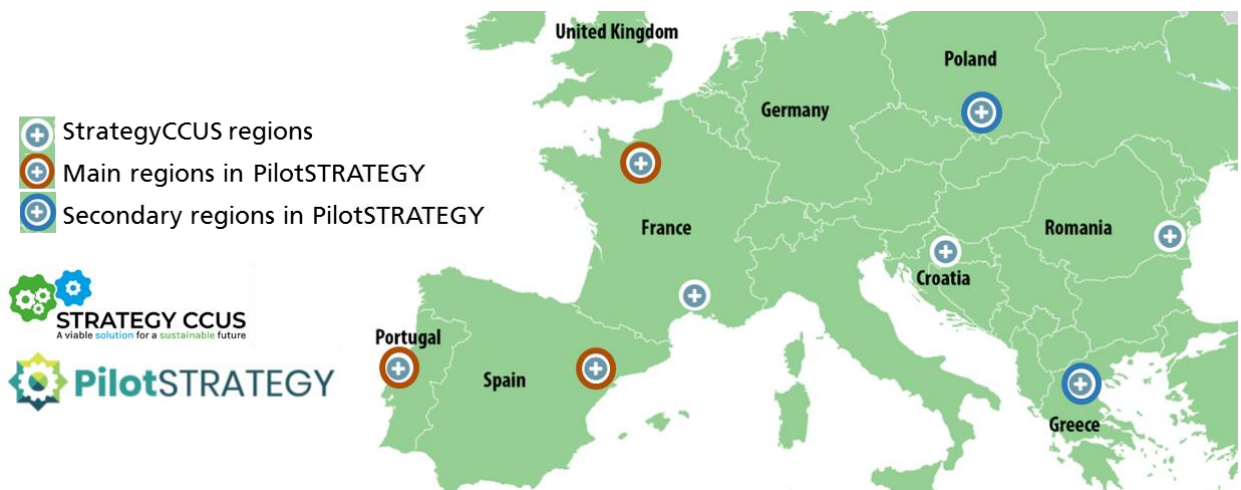 StrategyCCUS regions
Main regions in PilotSTRATEGY
Secondary regions in PilotSTRATEGY
STRATEGY CCUS
A viable solution for a sustainable future
PilotSTRATEGY
United Kingdom
Poland
Germany
France
Romania
Croatia
Portugal
Spain
Greece